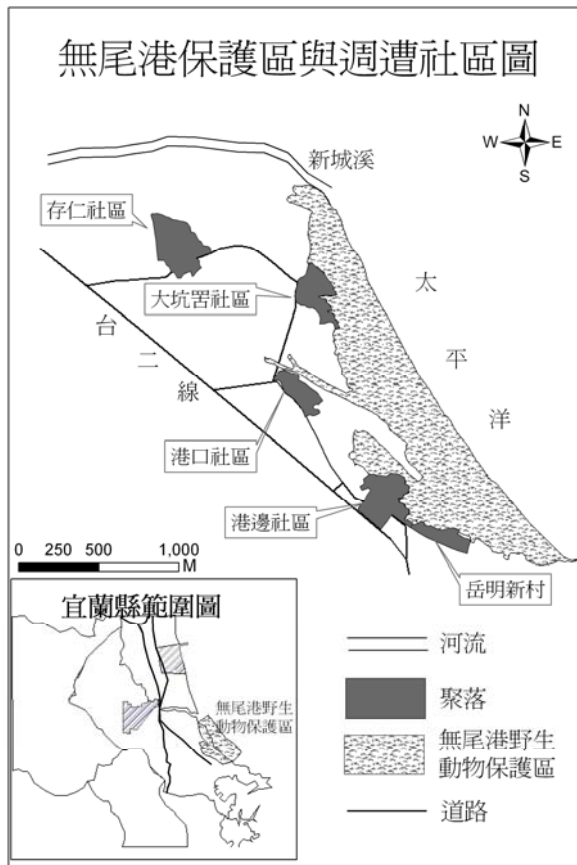 無尾港保護區與週遭社區圖
N
W E
S
新城溪
存仁社區
大坑罟社區
太
平
洋
台
二
線
港口社區
港邊社區
岳明新村
0 250 500 1,000
M
宜蘭縣範圍圖
無尾港野生
動物保護區
河流
聚落
無尾港野生
動物保護區
道路